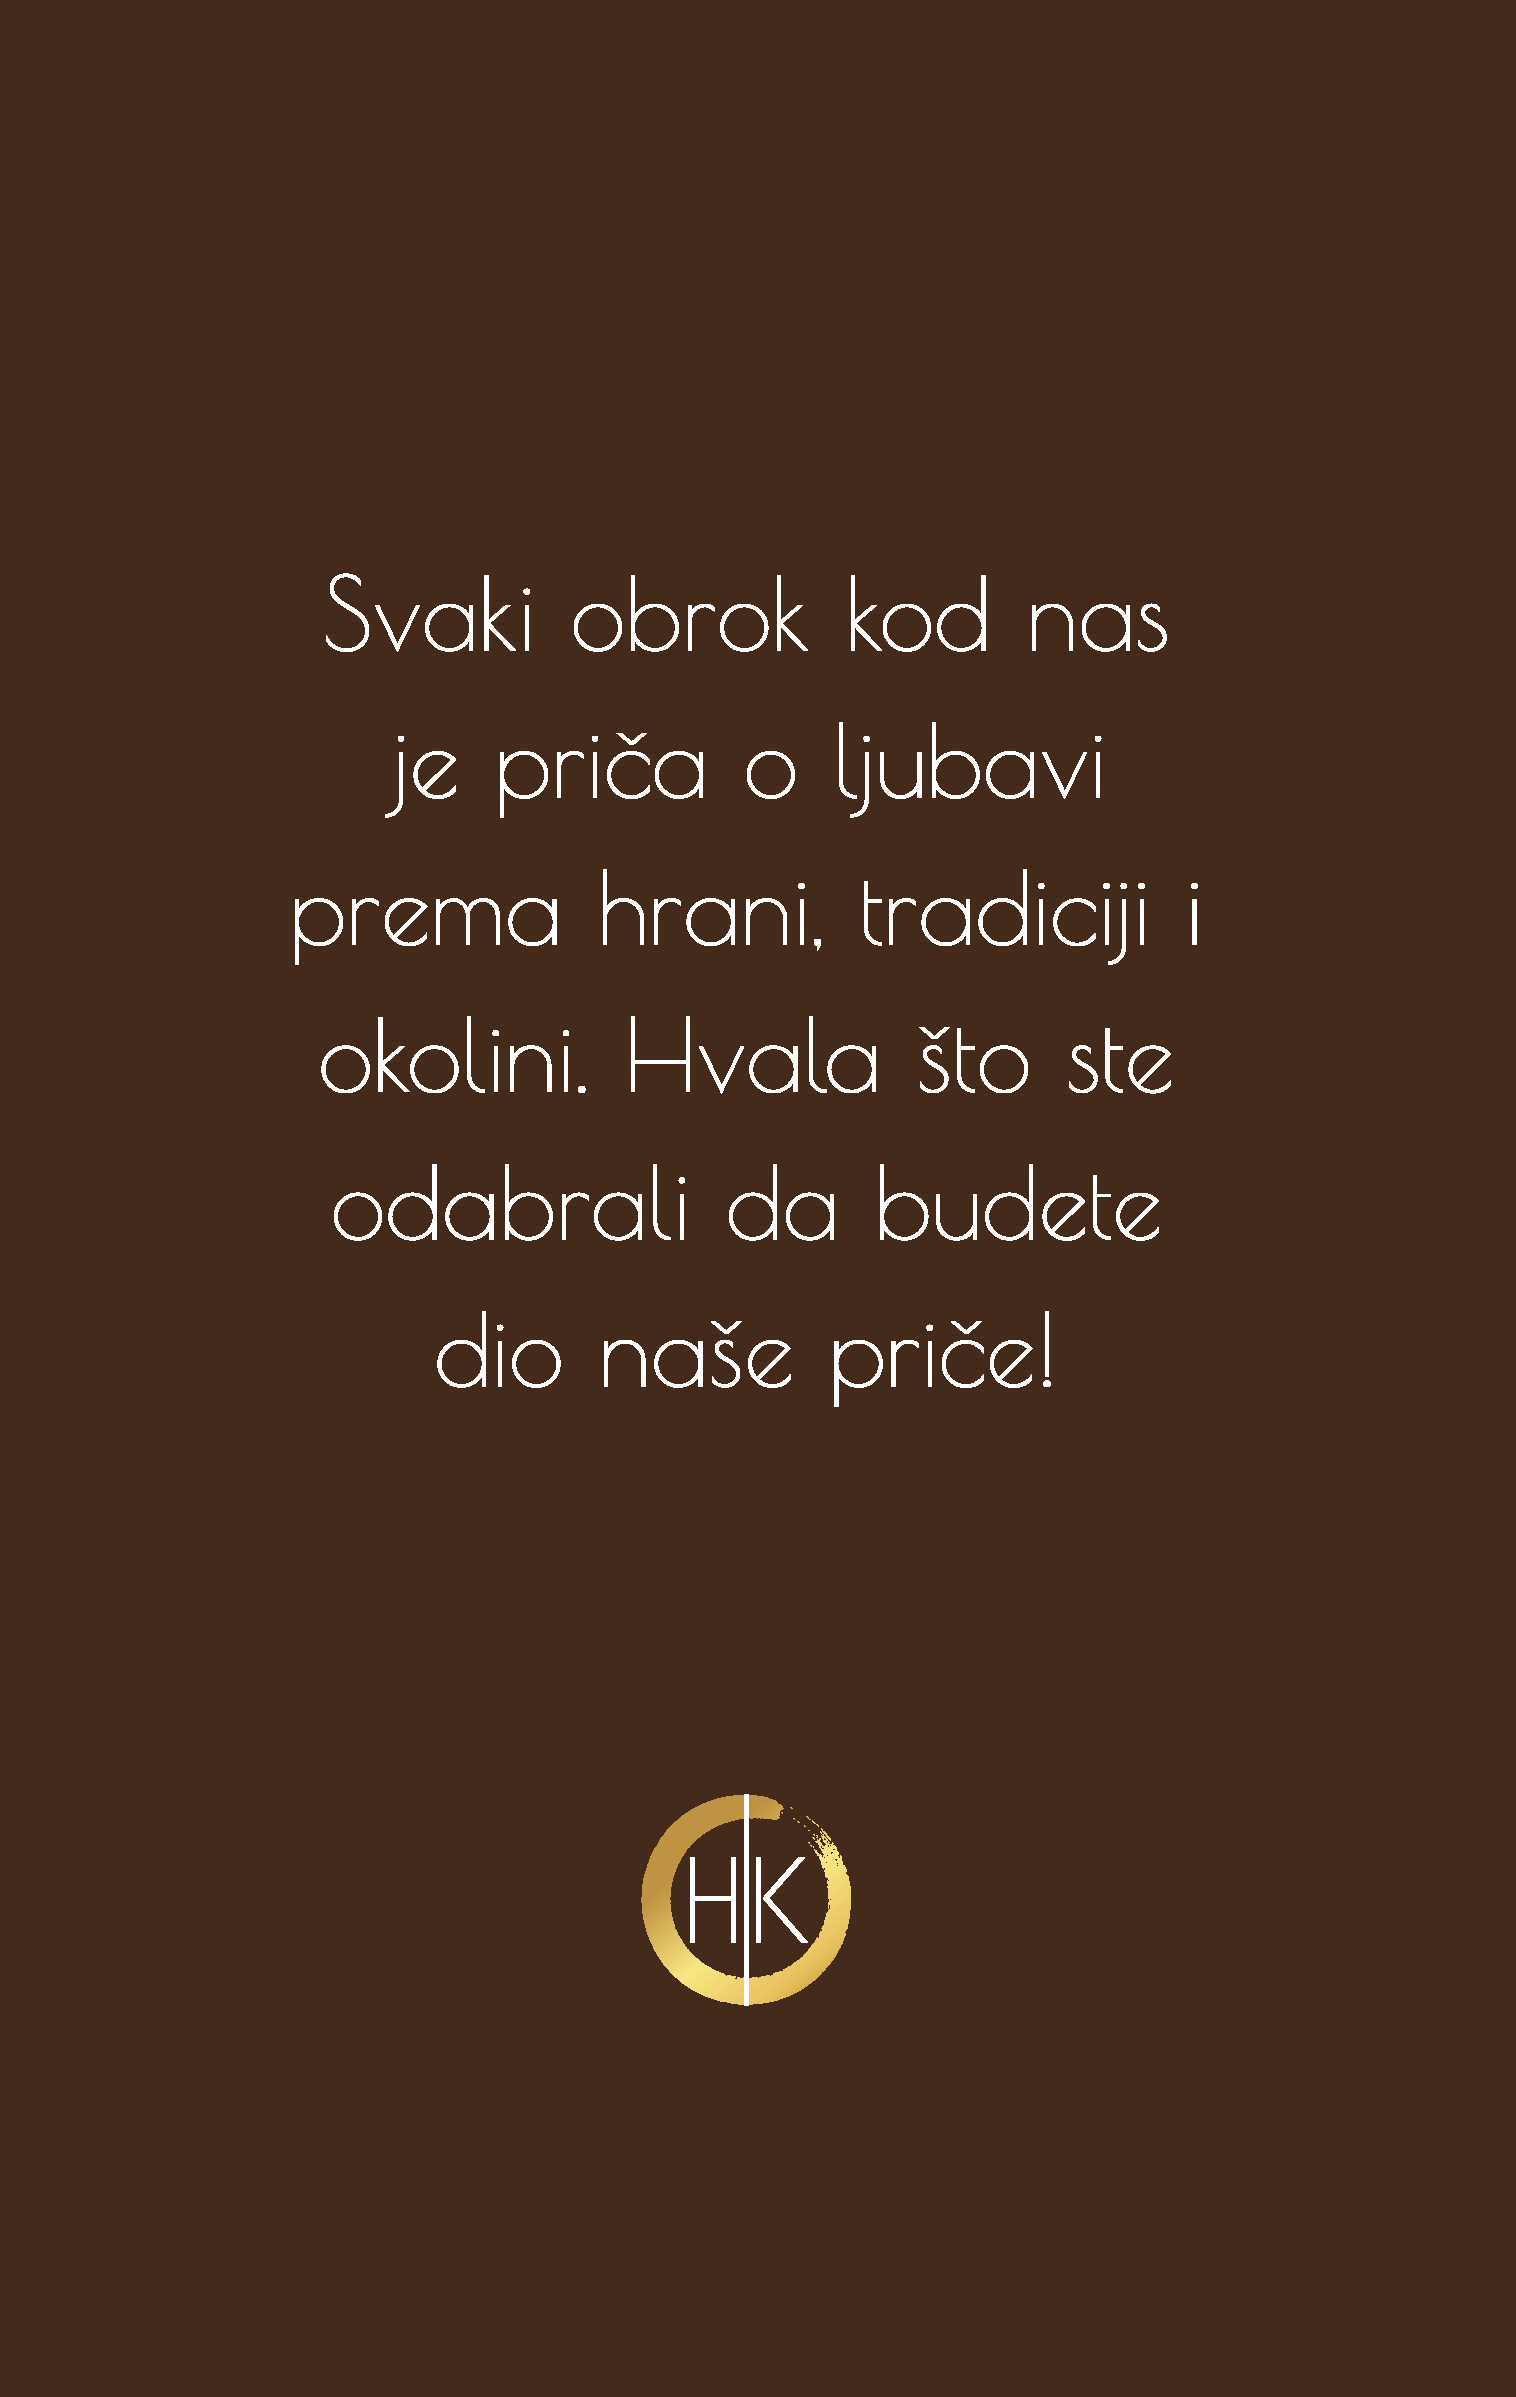 Svaki obrok kod nas
je priča o ljubavi
prema hrani, tradiciji i
okolini. Hvala što ste
odabrali da budete
dio naše priče!
H|K